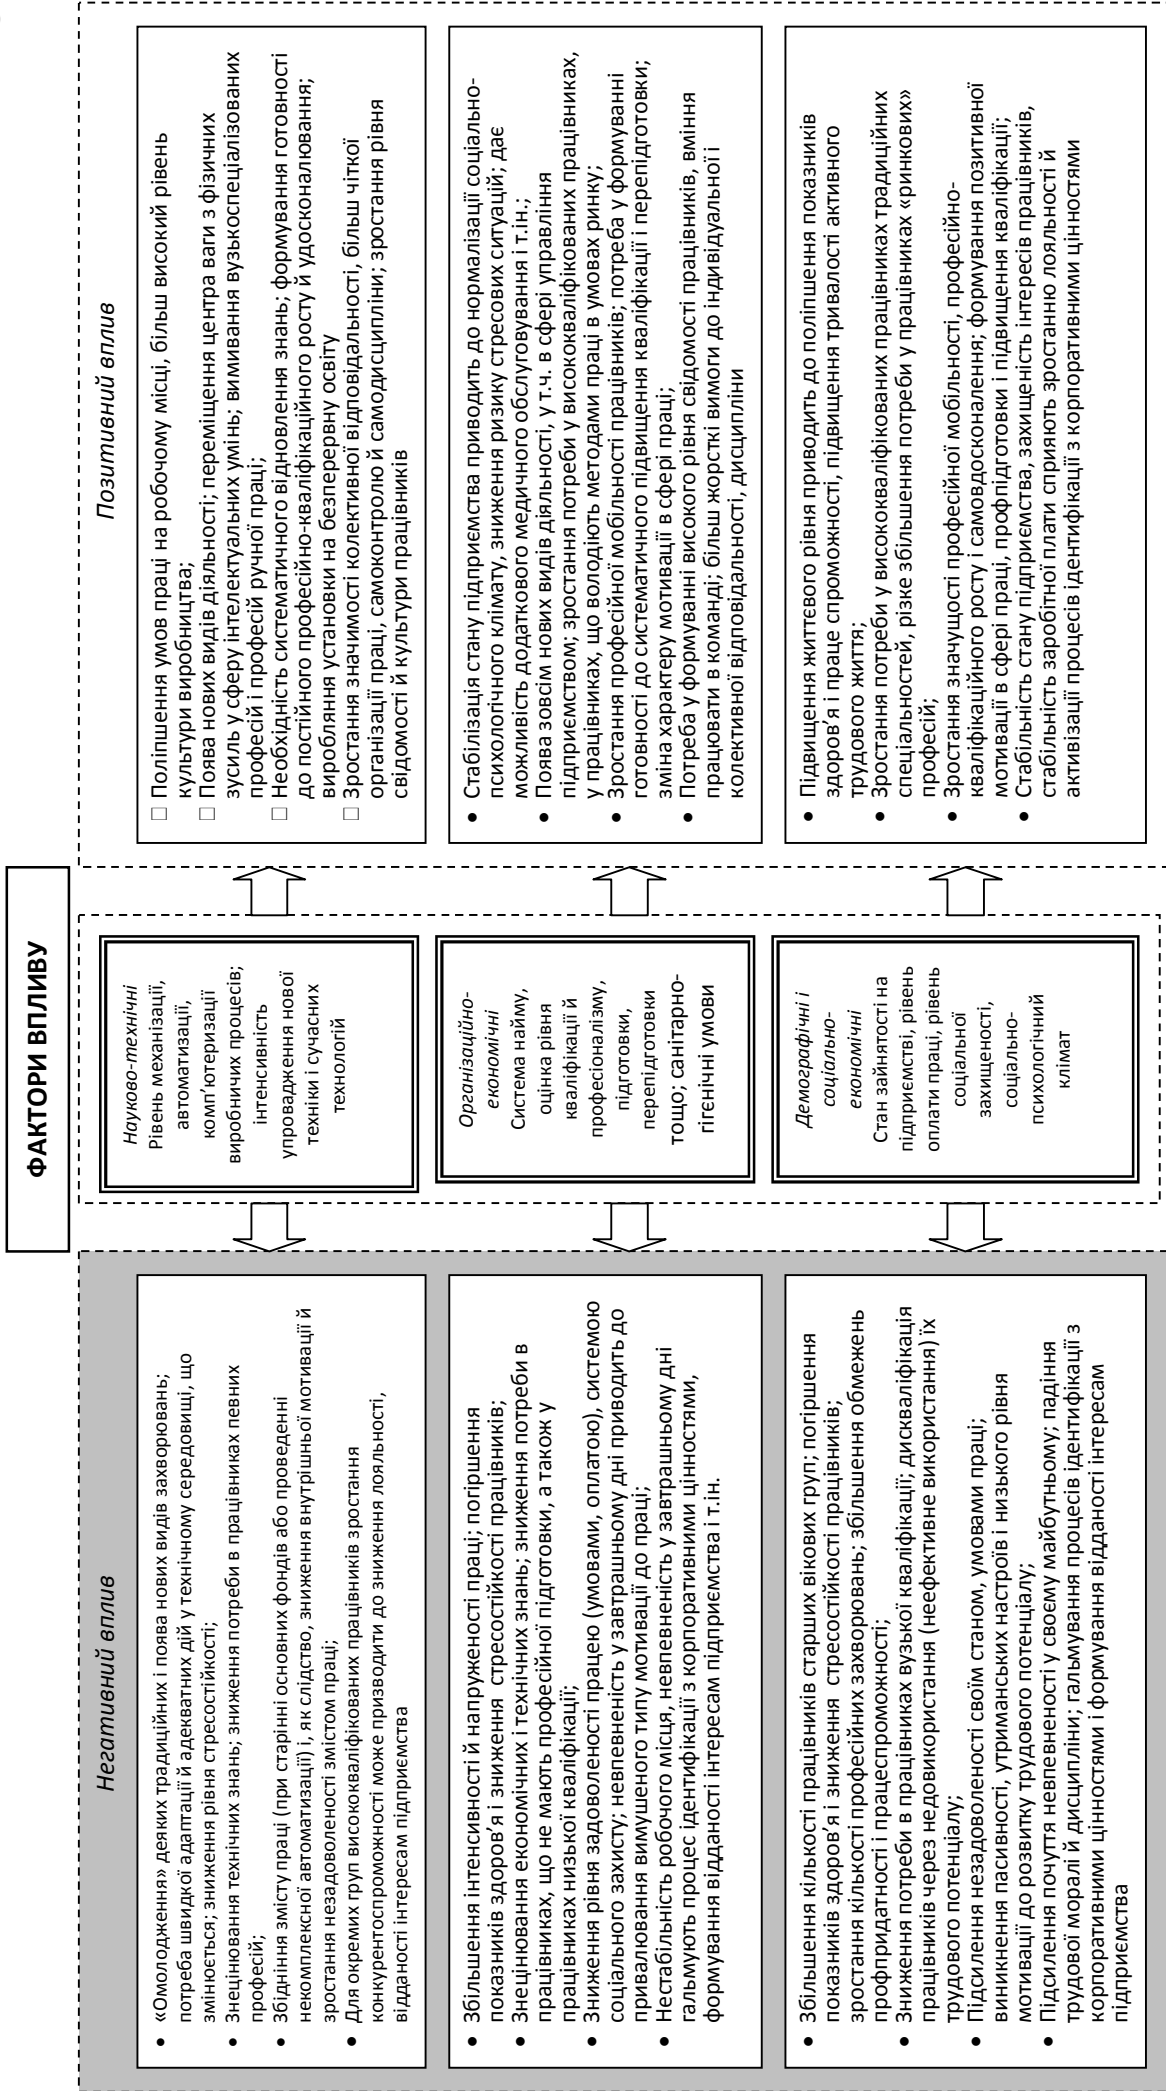 ФАКТОРИ ВПЛИВУ
Негативний вплив
• «Омолодження» деяких традиційних і поява нових видів захворювань;
потреба швидкої адаптації й адекватних дій у технічному середовищі, що
змінюється; зниження рівня стресостійкості;
• Знецінювання технічних знань; зниження потреби в працівниках певних
професій;
• Збідніння змісту праці (при старінні основних фондів або проведенні
некомплексної автоматизації) і, як слідство, зниження внутрішньої мотивації й
зростання незадоволеності змістом праці;
• Для окремих груп висококваліфікованих працівників зростання
конкурентоспроможності може призводити до зниження лояльності,
відданості інтересам підприємства
• Збільшення інтенсивності й напруженості праці; погіршення
показників здоров'я і зниження стресостійкості працівників;
• Знецінювання економічних і технічних знань; зниження потреби в
працівниках, що не мають професійної підготовки, а також у
працівниках низької кваліфікації;
• Зниження рівня задоволеності працею (умовами, оплатою), системою
соціального захисту; невпевненість у завтрашньому дні приводить до
привалювання вимушеного типу мотивації до праці;
• Нестабільність робочого місця, невпевненість у завтрашньому дні
гальмують процес ідентифікації з корпоративними цінностями,
формування відданості інтересам підприємства і т.ін.
• Збільшення кількості працівників старших вікових груп; погіршення
показників здоров'я і зниження стресостійкості працівників;
зростання кількості професійних захворювань; збільшення обмежень
профпридатності і працеспроможності;
• Зниження потреби в працівниках вузької кваліфікації; дискваліфікація
працівників через недовикористання (неефективне використання) їх
трудового потенціалу;
• Підсилення незадоволеності своїм станом, умовами праці;
виникнення пасивності, утриманських настроїв і низького рівня
мотивації до розвитку трудового потенціалу;
• Підсилення почуття невпевненості у своєму майбутньому; падіння
трудової моралі й дисципліни; гальмування процесів ідентифікації з
корпоративними цінностями і формування відданості інтересам
підприємства
Науково-технічні
Рівень механізації,
автоматизації,
комп'ютеризації
виробничих процесів;
інтенсивність
упровадження нової
техніки і сучасних
технологій
Організаційно-
економічні
Система найму,
оцінка рівня
кваліфікації й
професіоналізму,
підготовки,
перепідготовки
тощо; санітарно-
гігєнічні умови
Демографічні і
соціально-
економічні
Стан зайнятості на
підприємстві, рівень
оплати праці, рівень
соціальної
захищеності,
соціально-
психологічний
клімат
Позитивний вплив
□ Поліпшення умов праці на робочому місці, більш високий рівень
культури виробництва;
□ Поява нових видів діяльності; переміщення центра ваги з фізичних
зусиль у сферу інтелектуальних умінь; вимивання вузькоспеціалізованих
професій і професій ручної праці;
□ Необхідність систематичного відновлення знань; формування готовності
до постійного професійно-кваліфікаційного росту й удосконалювання;
вироблення установки на безперервну освіту
□ Зростання значимості колективної відповідальності, більш чіткої
організації праці, самоконтролю й самодисципліни; зростання рівня
свідомості й культури працівників
• Стабілізація стану підприємства приводить до нормалізації соціально-
психологічного клімату, зниження ризику стресових ситуацій; дає
можливість додаткового медичного обслуговування і т.ін.;
• Поява зовсім нових видів діяльності, у т.ч. в сфері управління
підприємством; зростання потреби у висококваліфікованих працівниках,
у працівниках, що володіють методами праці в умовах ринку;
• Зростання професійної мобільності працівників; потреба у формуванні
готовності до систематичного підвищення кваліфікації і перепідготовки;
зміна характеру мотивації в сфері праці;
• Потреба у формуванні високого рівня свідомості працівників, вміння
працювати в команді; більш жорсткі вимоги до індивідуальної і
колективної відповідальності, дисципліни
• Підвищення життєвого рівня приводить до поліпшення показників
здоров'я і праце спроможності, підвищення тривалості активного
трудового життя;
• Зростання потреби у висококваліфікованих працівниках традиційних
спеціальностей, різке збільшення потреби у працівниках «ринкових»
професій;
• Зростання значущості професійної мобільності, професійно-
кваліфікаційного росту і самовдосконалення; формування позитивної
мотивації в сфері праці, профпідготовки і підвищення кваліфікації;
• Стабільність стану підприємства, захищеність інтересів працівників,
стабільність заробітної плати сприяють зростанню лояльності й
активізації процесів ідентифікації з корпоративними цінностями